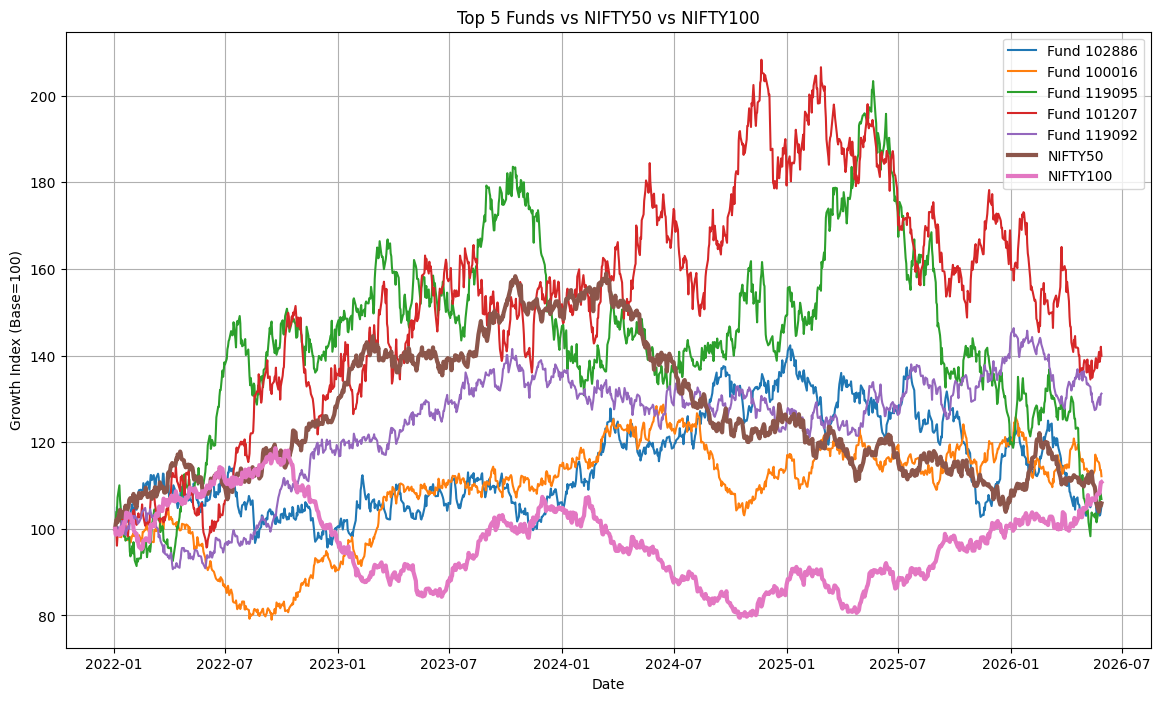 Top 5 Funds vs NIFTY50 vs NIFTY100
Growth Index (Base=100)
200
180
160
140
120
100
80
Fund 102886
Fund 100016
Fund 119095
Fund 101207
Fund 119092
NIFTY50
NIFTY100
2022-01 2022-07 2023-01 2023-07 2024-01 2024-07 2025-01 2025-07 2026-01 2026-07
Date